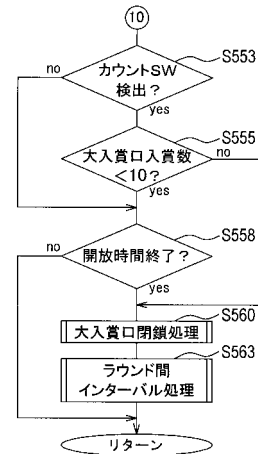 10
S553
no
カウントSW
検出？
yes
S555
大入賞口入賞数
<10？
no
yes
S558
no
開放時間終了？
yes
S560
大入賞口閉鎖処理
S563
ラウンド間
インターバル処理
リターン